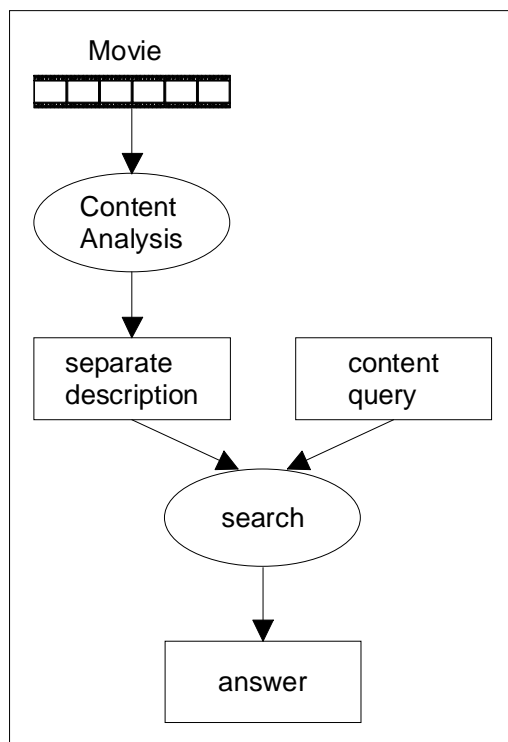 Movie
Content
Analysis
separate
description
content
query
search
answer